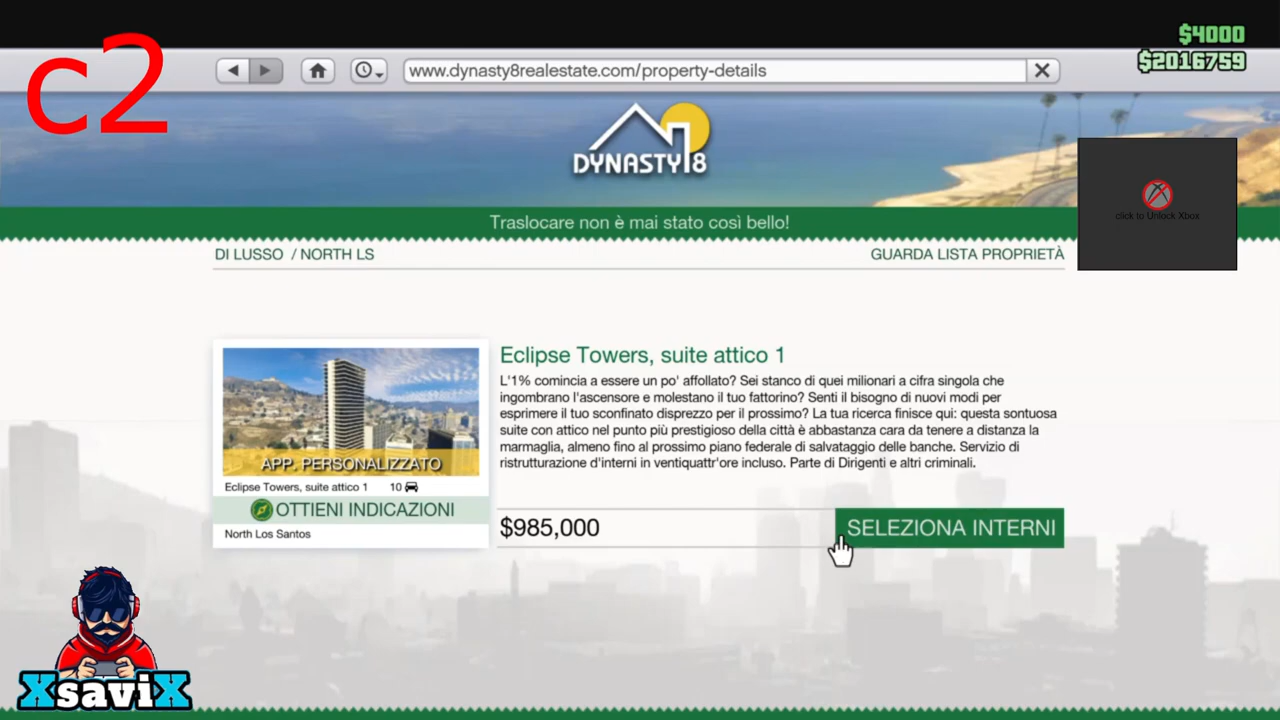 c2
$4000
$2016759
www.dynasty8realestate.com/property-details
DYNASTY 8
Traslocare non è mai stato così bello!
click to Unlock Xbox
DI LUSSO / NORTH LS
GUARDA LISTA PROPRIETÀ
Eclipse Towers, suite attico 1
L'1% comincia a essere un po' affollato? Sei stanco di quei milionari a cifra singola che
ingombrano l'ascensore e molestano il tuo fattorino? Senti il bisogno di nuovi modi per
esprimere il tuo sconfinato disprezzo per il prossimo? La tua ricerca finisce qui: questa sontuosa
suite con attico nel punto più prestigioso della città è abbastanza cara da tenere a distanza la
marmaglia, almeno fino al prossimo piano federale di salvataggio delle banche. Servizio di
ristrutturazione d'interni in ventiquattr'ore incluso. Parte di Dirigenti e altri criminali.
APP. PERSONALIZZATO
Eclipse Towers, suite attico 1 10
OTTIENI INDICAZIONI
North Los Santos
$985,000
SELEZIONA INTERNI
XsaviX